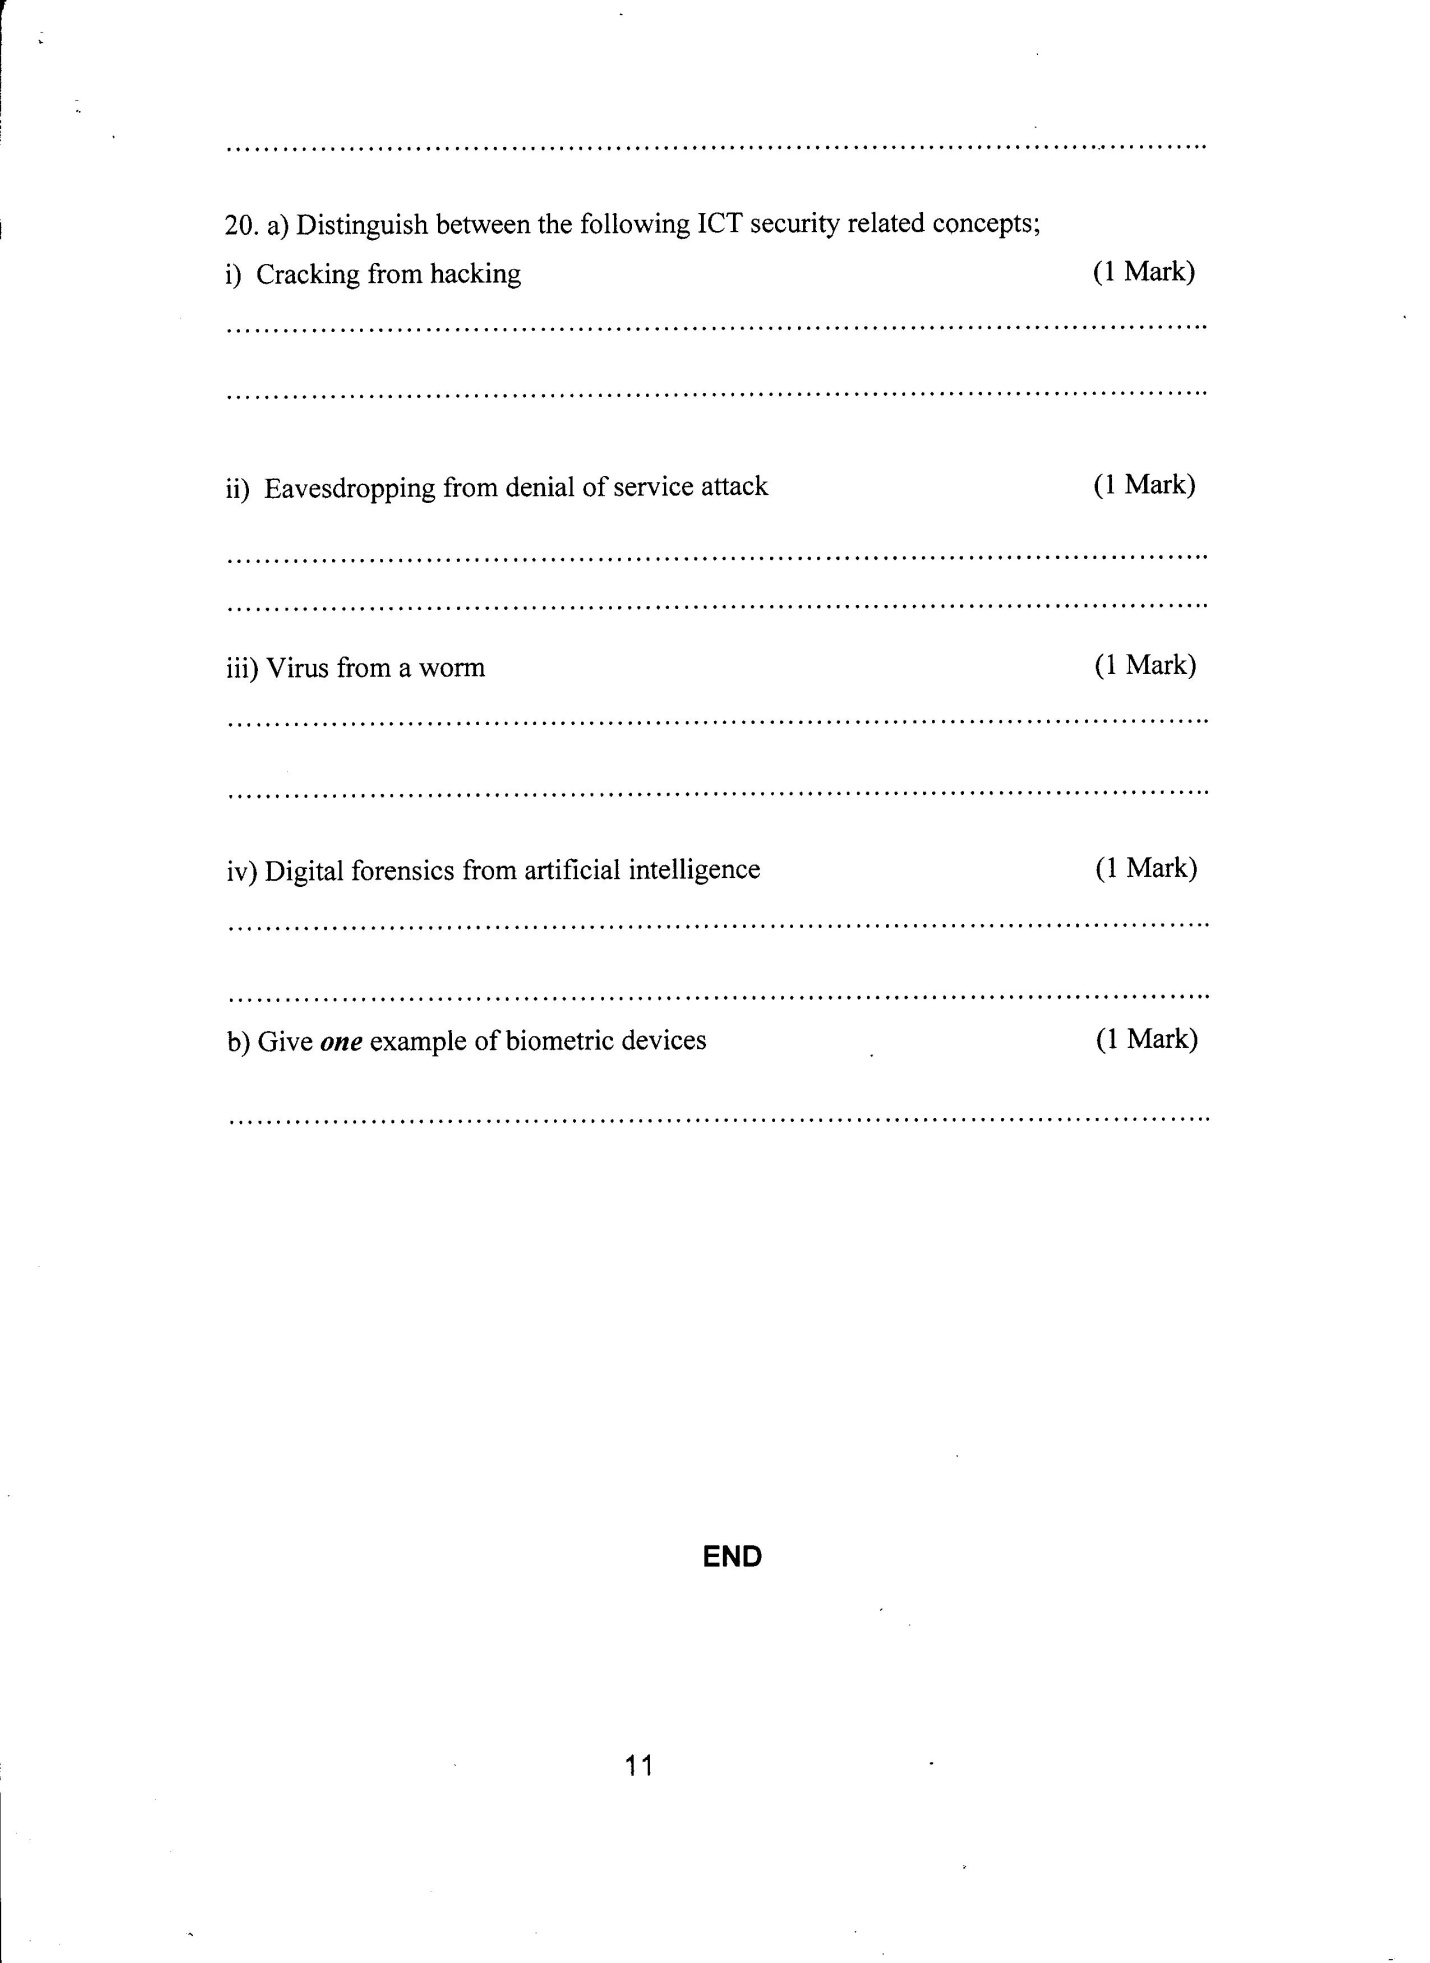 20. a) Distinguish between the following ICT security related concepts;
i) Cracking from hacking (1 Mark)
ii) Eavesdropping from denial of service attack (1 Mark)
iii) Virus from a worm (1 Mark)
iv) Digital forensics from artificial intelligence (1 Mark)
b) Give one example of biometric devices (1 Mark)
END
11